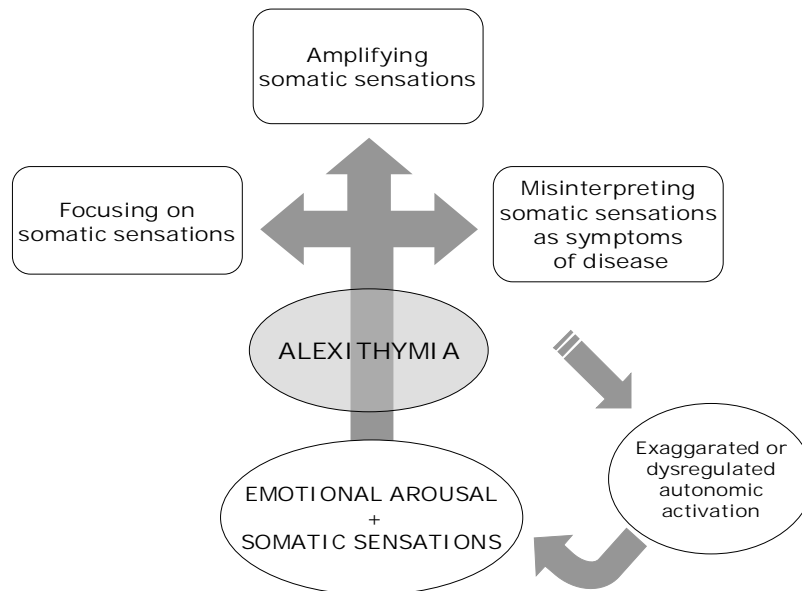 Amplifying
somatic sensations
Focusing on
somatic sensations
Misinterpreting
somatic sensations
as symptoms
of disease
ALEXITHYMIA
Exaggarated or
dysregulated
autonomic
activation
EMOTIONAL AROUSAL
+
SOMATIC SENSATIONS